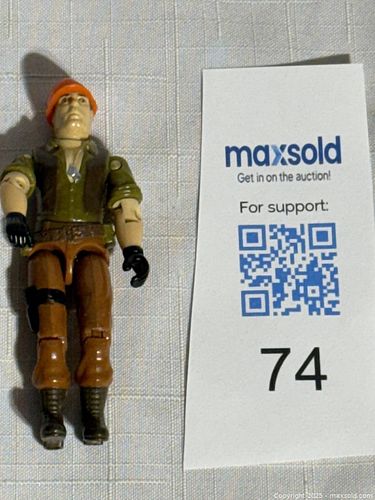 maxsold
Get in on the auction!
For support:
74
Copyright 2025 - maxsold.com